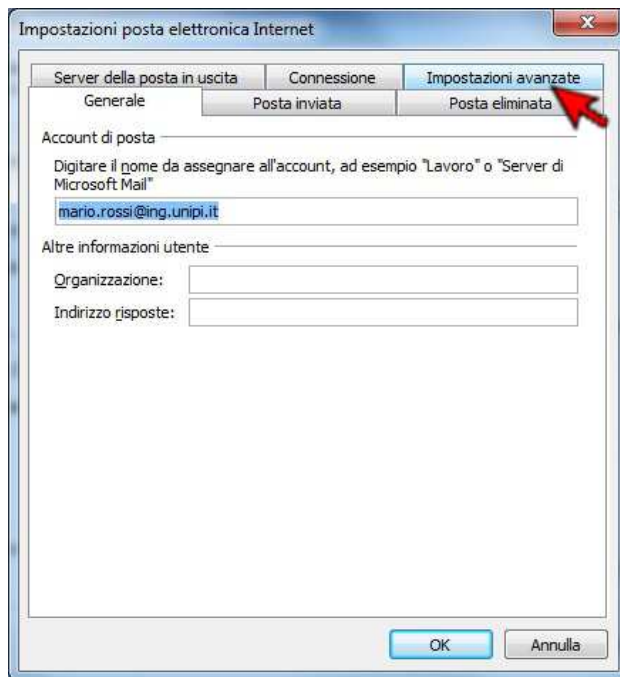 Impostazioni posta elettronica Internet
Server della posta in uscita
Connessione
Impostazioni avanzate
Generale
Posta inviata
Posta eliminata
Account di posta
Digitare il nome da assegnare all'account, ad esempio "Lavoro" o "Server di
Microsoft Mail"
mario.rossi@ing.unipi.it
Altre informazioni utente
Organizzazione:
Indirizzo risposte:
OK
Annulla